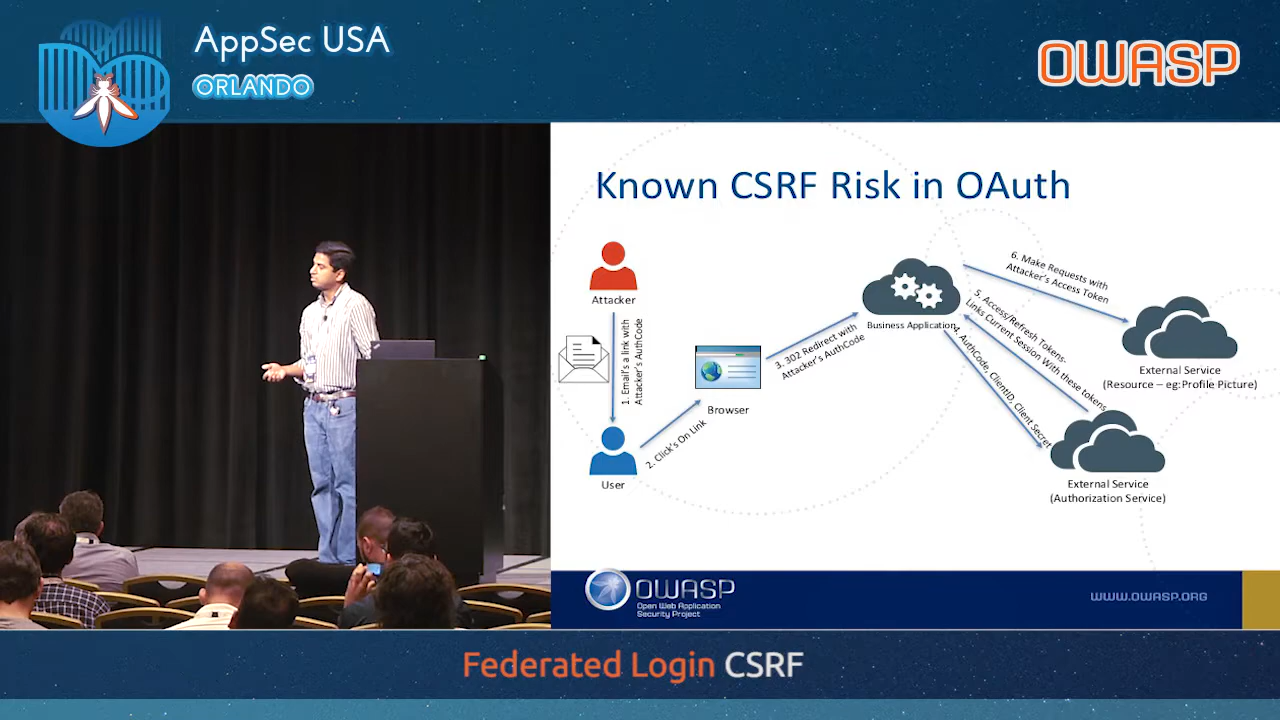 AppSec USA
ORLANDO
OWASP
Known CSRF Risk in OAuth
Attacker
1. Email's a link with
Attacker's AuthCode
User
2. Click's On Link
Browser
3. 302 Redirect with
Attacker's AuthCode
Business Application
4. AuthCode, ClientID, Client Secret
5. Access/Refresh Tokens-
Links Current Session With these tokens
6. Make Requests with
Attacker's Access Token
External Service
(Resource – eg:Profile Picture)
External Service
(Authorization Service)
OWASP
Open Web Application
Security Project
WWW.OWASP.ORG
Federated Login CSRF